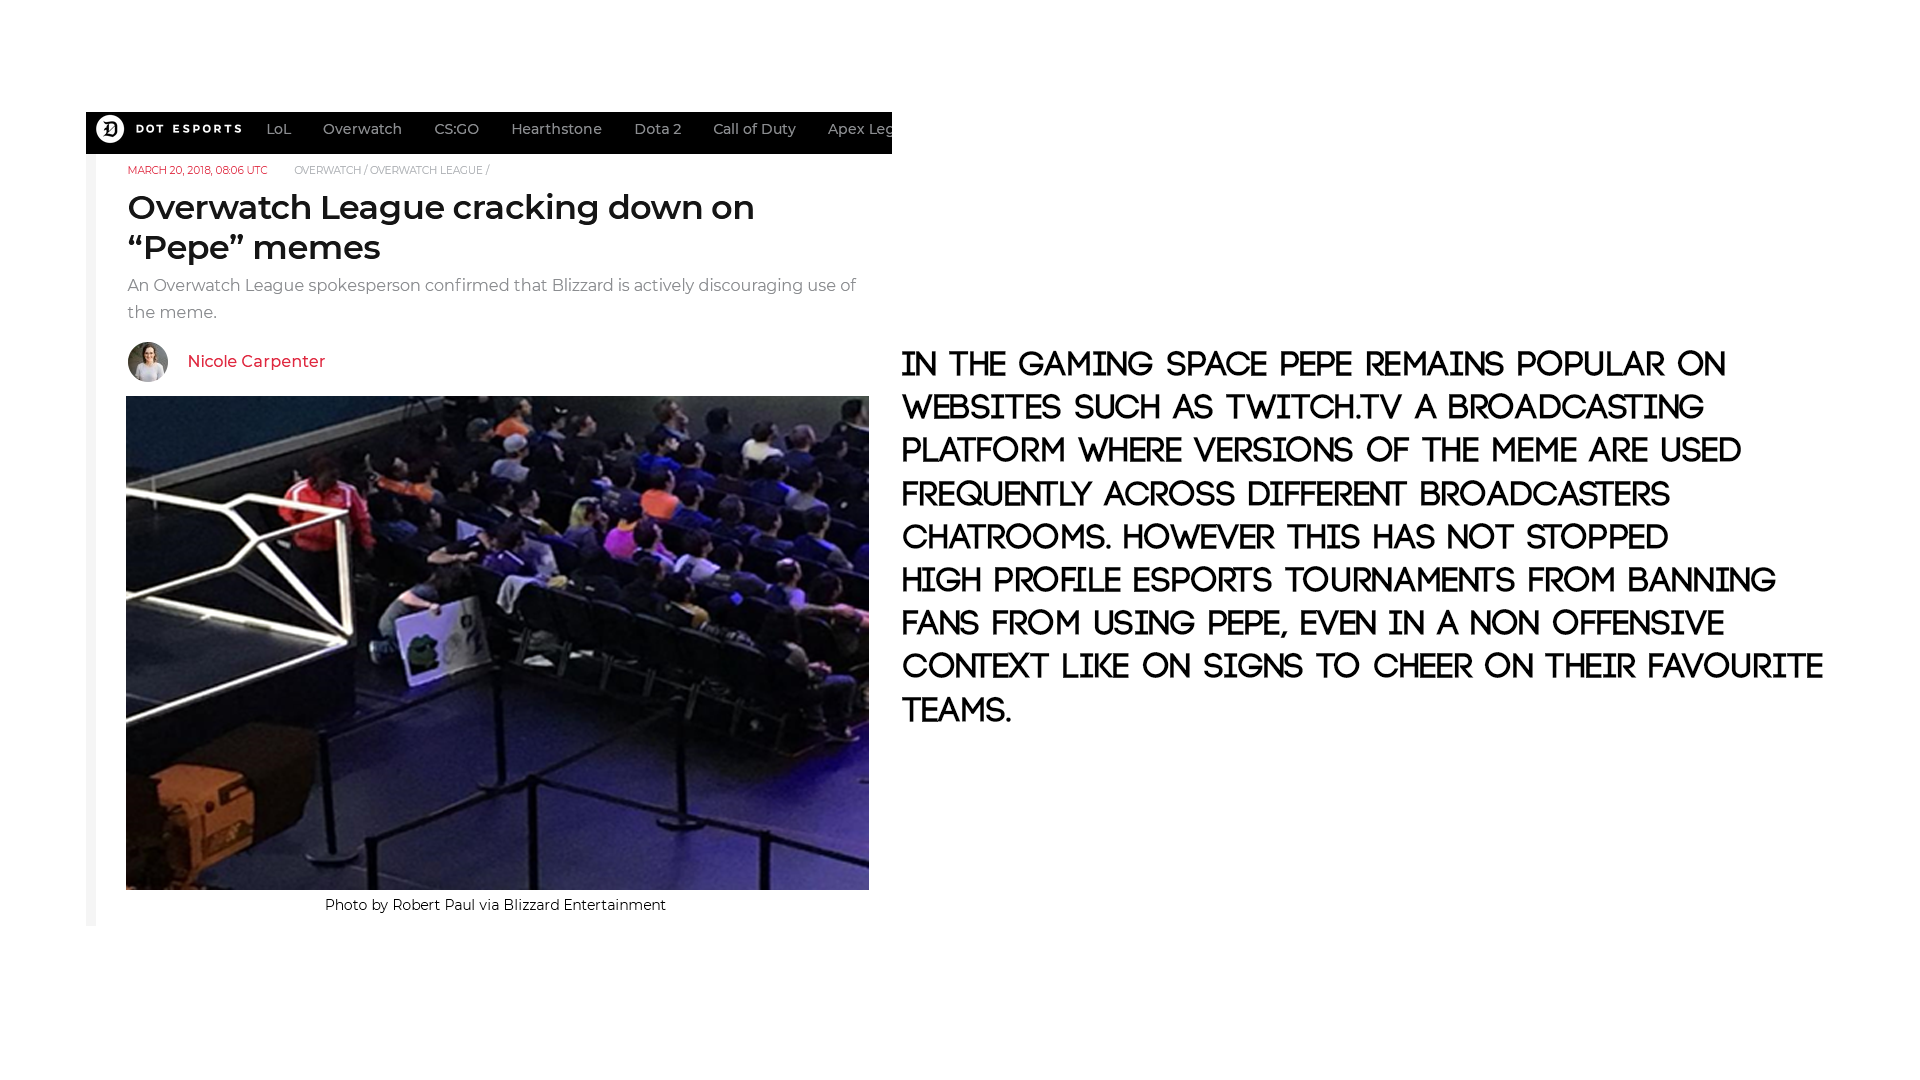 DOT ESPORTS LoL Overwatch CS:GO Hearthstone Dota 2 Call of Duty Apex Leg
MARCH 20, 2018, 08:06 UTC OVERWATCH / OVERWATCH LEAGUE /
Overwatch League cracking down on
“Pepe” memes
An Overwatch League spokesperson confirmed that Blizzard is actively discouraging use of
the meme.
Nicole Carpenter
Photo by Robert Paul via Blizzard Entertainment
IN THE GAMING SPACE PEPE REMAINS POPULAR ON
WEBSITES SUCH AS TWITCH.TV A BROADCASTING
PLATFORM WHERE VERSIONS OF THE MEME ARE USED
FREQUENTLY ACROSS DIFFERENT BROADCASTERS
CHATROOMS. HOWEVER THIS HAS NOT STOPPED
HIGH PROFILE ESPORTS TOURNAMENTS FROM BANNING
FANS FROM USING PEPE, EVEN IN A NON OFFENSIVE
CONTEXT LIKE ON SIGNS TO CHEER ON THEIR FAVOURITE
TEAMS.